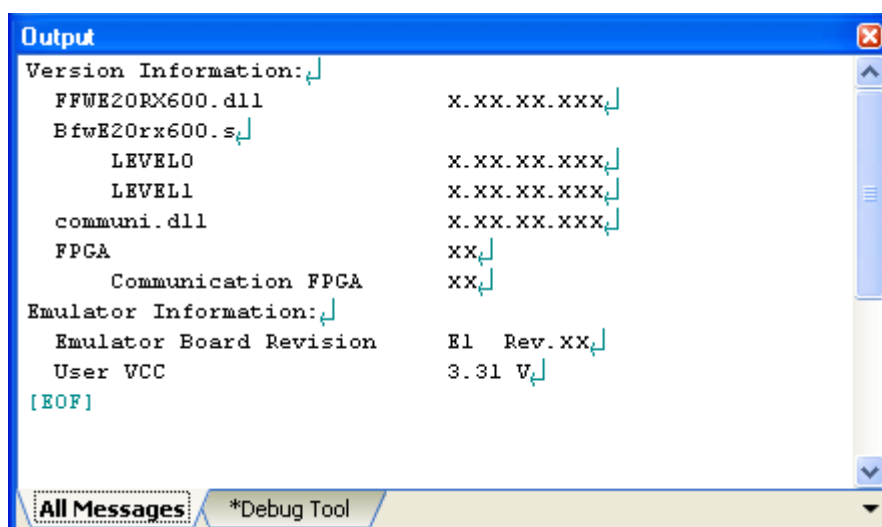 Output
Version Information:
FFWE20RX600.dll x.xx.xx.xxx
BfwE20rx600.s
LEVEL0 x.xx.xx.xxx
LEVEL1 x.xx.xx.xxx
communi.dll x.xx.xx.xxx
FPGA xx
Communication FPGA xx
Emulator Information:
Emulator Board Revision E1 Rev.xx
User VCC 3.31 V
[EOF]
All Messages *Debug Tool